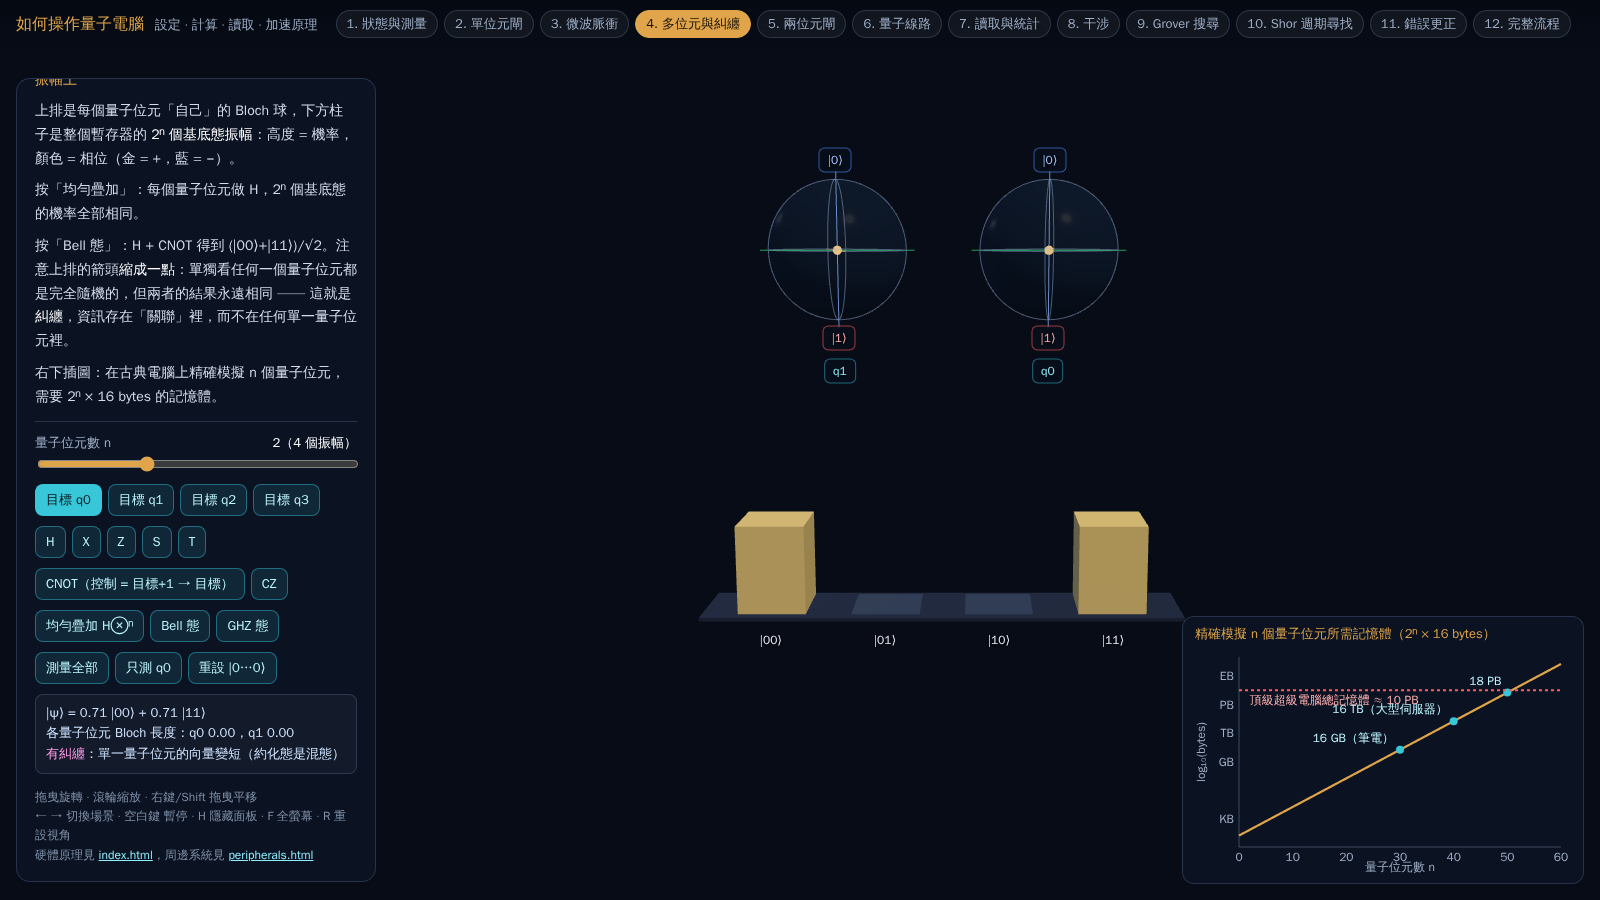 如何操作量子電腦 設定 · 計算 · 讀取 · 加速原理 1. 狀態與測量 2. 單位元閘 3. 微波脈衝 4. 多位元與糾纏 5. 兩位元閘 6. 量子線路 7. 讀取與統計 8. 干涉 9. Grover 搜尋 10. Shor 週期尋找 11. 錯誤更正 12. 完整流程
振幅上
上排是每個量子位元「自己」的 Bloch 球，下方柱
子是整個暫存器的 2ⁿ 個基底態振幅：高度 = 機率，
顏色 = 相位（金 = +，藍 = −）。
按「均勻疊加」：每個量子位元做 H，2ⁿ 個基底態
的機率全部相同。
按「Bell 態」：H + CNOT 得到 (|00⟩+|11⟩)/√2。注
意上排的箭頭縮成一點：單獨看任何一個量子位元都
是完全隨機的，但兩者的結果永遠相同 —— 這就是
糾纏，資訊存在「關聯」裡，而不在任何單一量子位
元裡。
右下插圖：在古典電腦上精確模擬 n 個量子位元，
需要 2ⁿ × 16 bytes 的記憶體。
量子位元數 n 2（4 個振幅）
目標 q0 目標 q1 目標 q2 目標 q3
H X Z S T
CNOT（控制 = 目標+1 → 目標） CZ
均勻疊加 H⊗ⁿ Bell 態 GHZ 態
測量全部 只測 q0 重設 |0…0⟩
|ψ⟩ = 0.71 |00⟩ + 0.71 |11⟩
各量子位元 Bloch 長度：q0 0.00，q1 0.00
有糾纏：單一量子位元的向量變短（約化態是混態）
拖曳旋轉 · 滾輪縮放 · 右鍵/Shift 拖曳平移
← → 切換場景 · 空白鍵 暫停 · H 隱藏面板 · F 全螢幕 · R 重
設視角
硬體原理見 index.html，周邊系統見 peripherals.html
|0⟩ |0⟩
|1⟩ |1⟩
q1 q0
|00⟩ |01⟩ |10⟩ |11⟩
精確模擬 n 個量子位元所需記憶體（2ⁿ × 16 bytes）
EB
PB
TB
GB
KB
log₁₀(bytes)
18 PB
頂級超級電腦總記憶體 ≈ 10 PB
16 TB（大型伺服器）
16 GB（筆電）
0 10 20 30 40 50 60
量子位元數 n